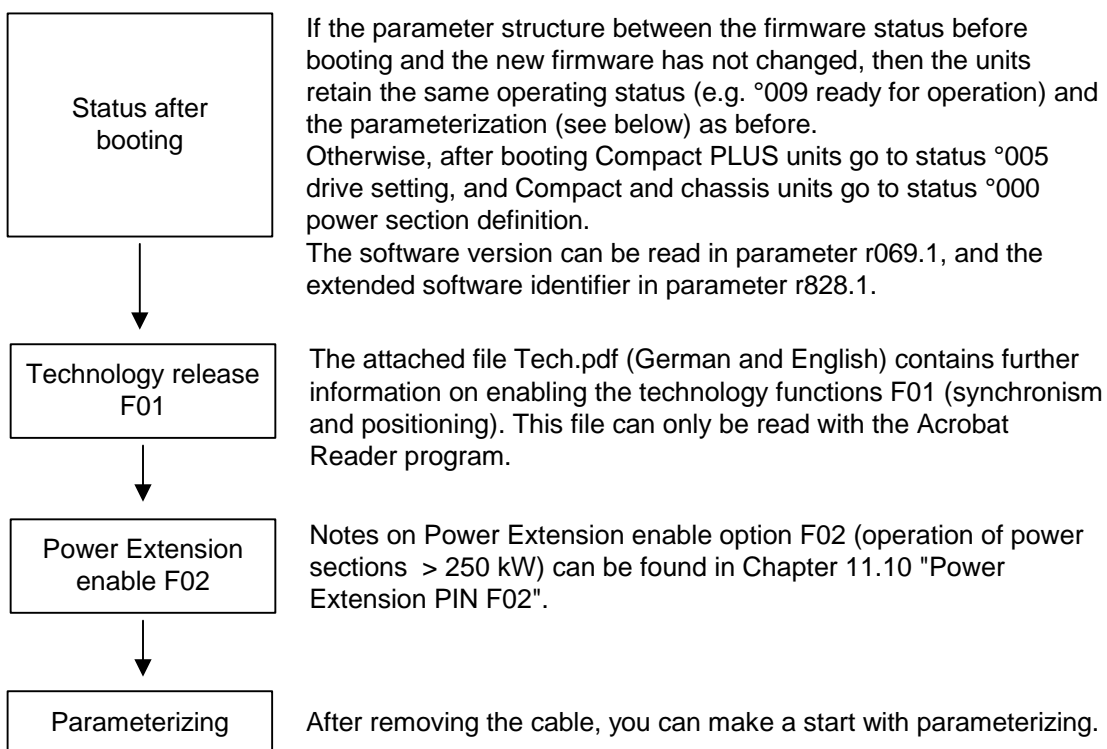 Status after
booting
If the parameter structure between the firmware status before
booting and the new firmware has not changed, then the units
retain the same operating status (e.g. °009 ready for operation) and
the parameterization (see below) as before.
Otherwise, after booting Compact PLUS units go to status °005
drive setting, and Compact and chassis units go to status °000
power section definition.
The software version can be read in parameter r069.1, and the
extended software identifier in parameter r828.1.
Technology release
F01
The attached file Tech.pdf (German and English) contains further
information on enabling the technology functions F01 (synchronism
and positioning). This file can only be read with the Acrobat
Reader program.
Power Extension
enable F02
Notes on Power Extension enable option F02 (operation of power
sections > 250 kW) can be found in Chapter 11.10 "Power
Extension PIN F02".
Parameterizing
After removing the cable, you can make a start with parameterizing.